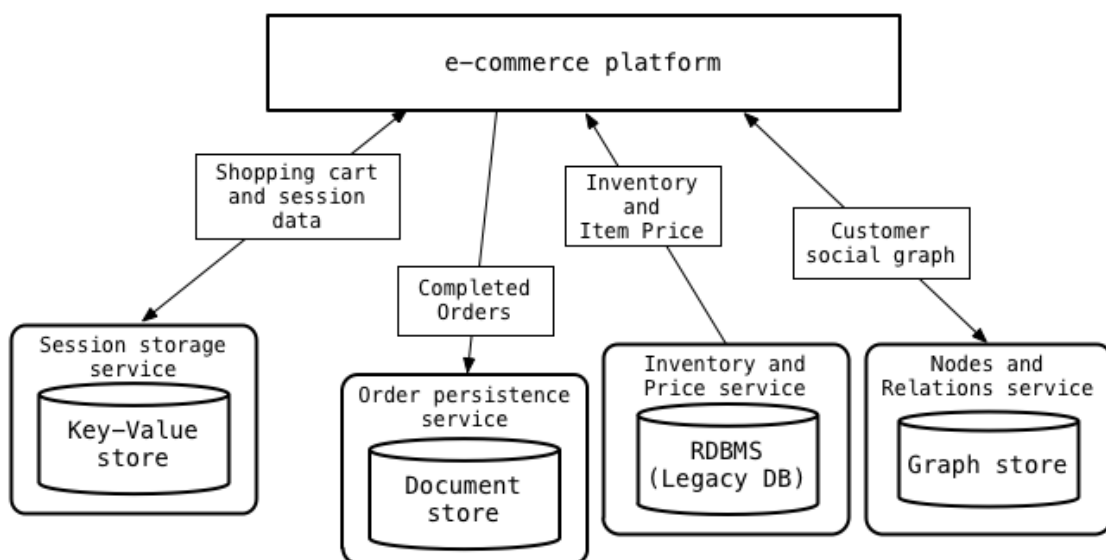 e-commerce platform
Shopping cart
and session
data
Inventory
and
Item Price
Customer
social graph
Completed
Orders
Session storage
service
Key-Value
store
Order persistence
service
Document
store
Inventory and
Price service
RDBMS
(Legacy DB)
Nodes and
Relations service
Graph store